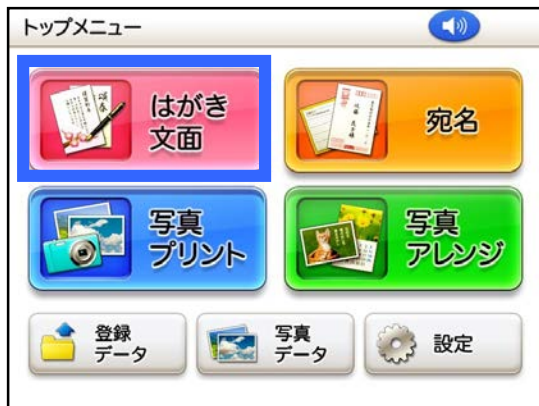 トップメニュー
はがき
文面
宛名
写真
プリント
写真
アレンジ
登録
データ
写真
データ
設定